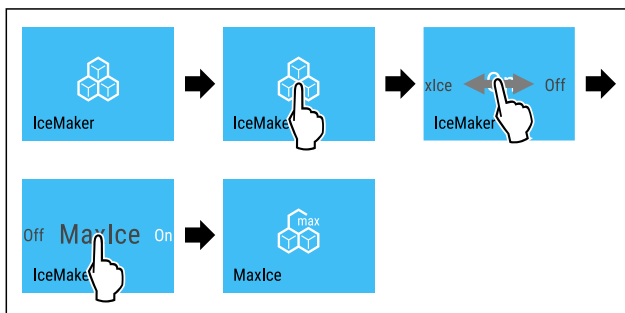 IceMaker
IceMake
xIce Off
IceMaker
Off MaxIce On
IceMake
max
MaxIce